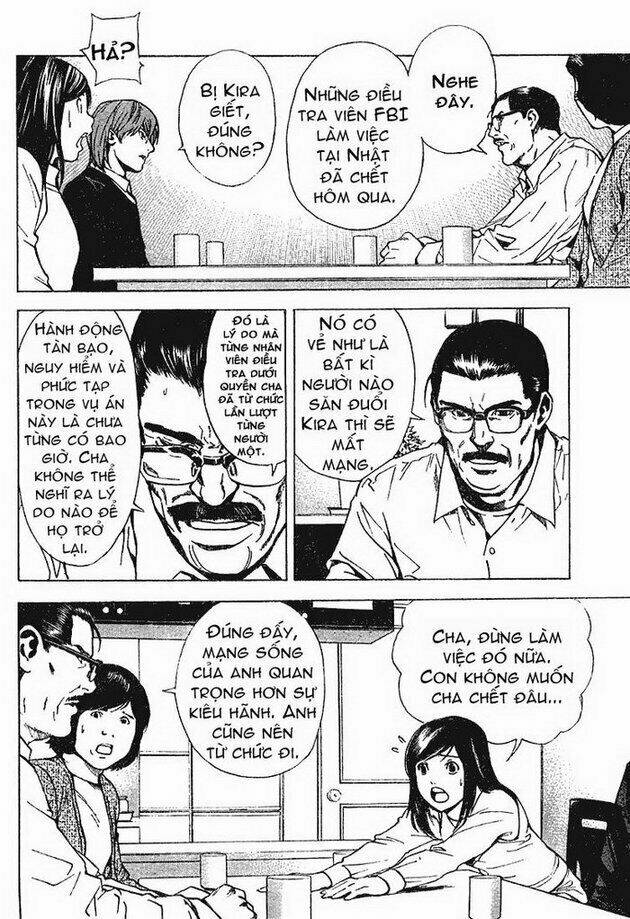 Nghe
đây.
Những điều
tra viên FBI
làm việc
tại Nhật
đã chết
hôm qua.
Bị Kira
giết,
đúng
không?
Hả?
Nó có
vẻ như là
bất kì
người nào
săn đuổi
Kira thì sẽ
mất
mạng.
Đó là
lý do mà
từng nhân
viên điều
tra dưới
quyền cha
đã từ chức
lần lượt
từng
người
một.
Hành động
tàn bạo,
nguy hiểm và
phức tạp
trong vụ án
này là chưa
từng có bao
giờ. Cha
không thể
nghĩ ra lý
do nào để
họ trở
lại.
Cha, đừng làm
việc đó nữa.
Con không muốn
cha chết đâu...
Đúng đấy,
mạng sống
của anh quan
trọng hơn sự
kiêu hãnh. Anh
cũng nên
từ chức đi.